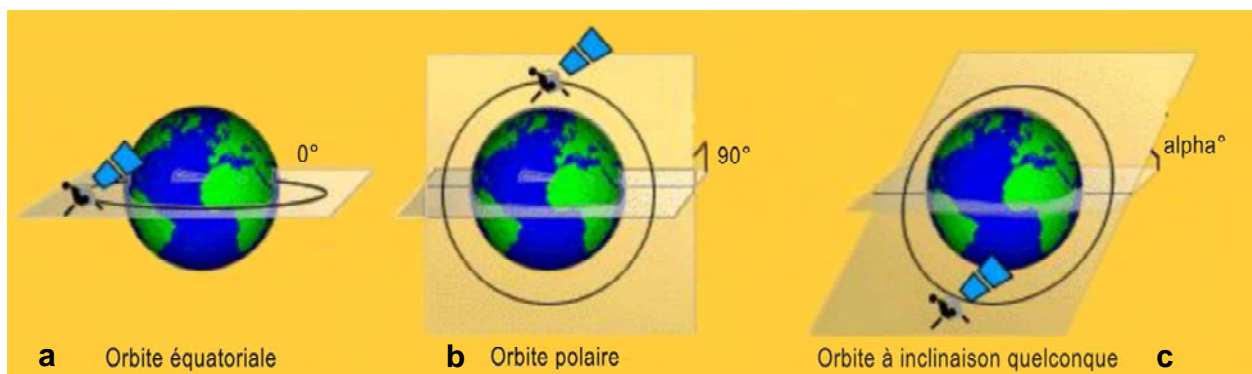 0°
90°
alpha°
a Orbite équatoriale
b Orbite polaire
Orbite à inclinaison quelconque c